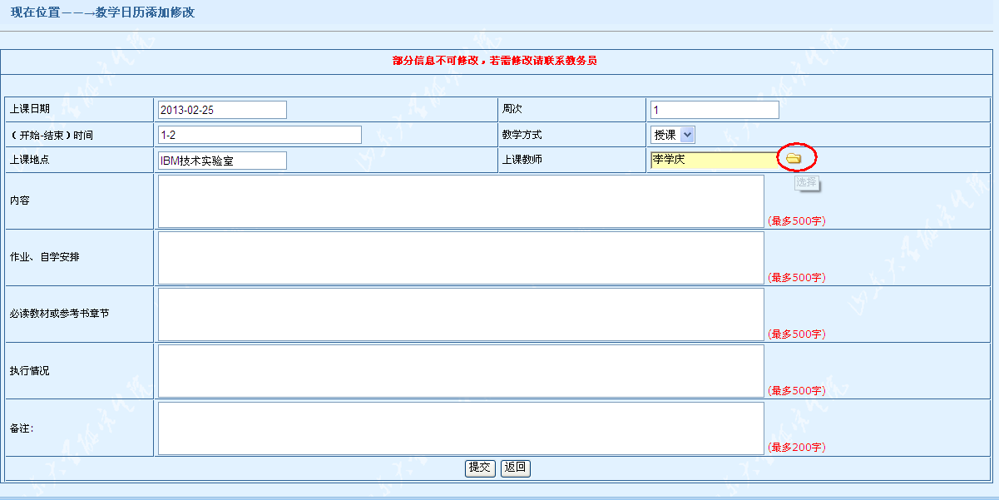 现在位置－－→教学日历添加修改
部分信息不可修改，若需修改请联系教务员
上课日期 2013-02-25 周次 1
（开始-结束）时间 1-2 教学方式 授课
上课地点 IBM技术实验室 上课教师 李学庆
选择
内容
(最多500字)
作业、自学安排
(最多500字)
必读教材或参考书章节
(最多500字)
执行情况
(最多500字)
备注:
(最多200字)
提交 返回